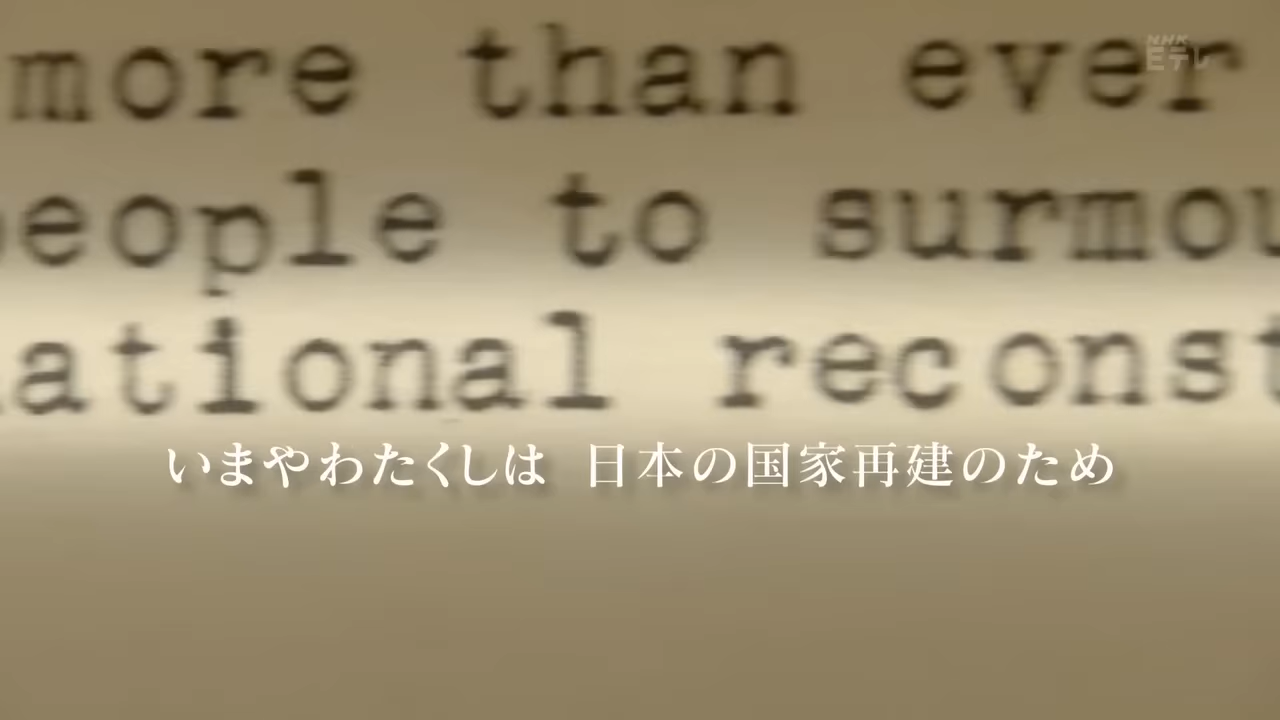 NHK
Eテレ
more than ever
people to surmou
ational reconst
いまやわたくしは 日本の国家再建のため